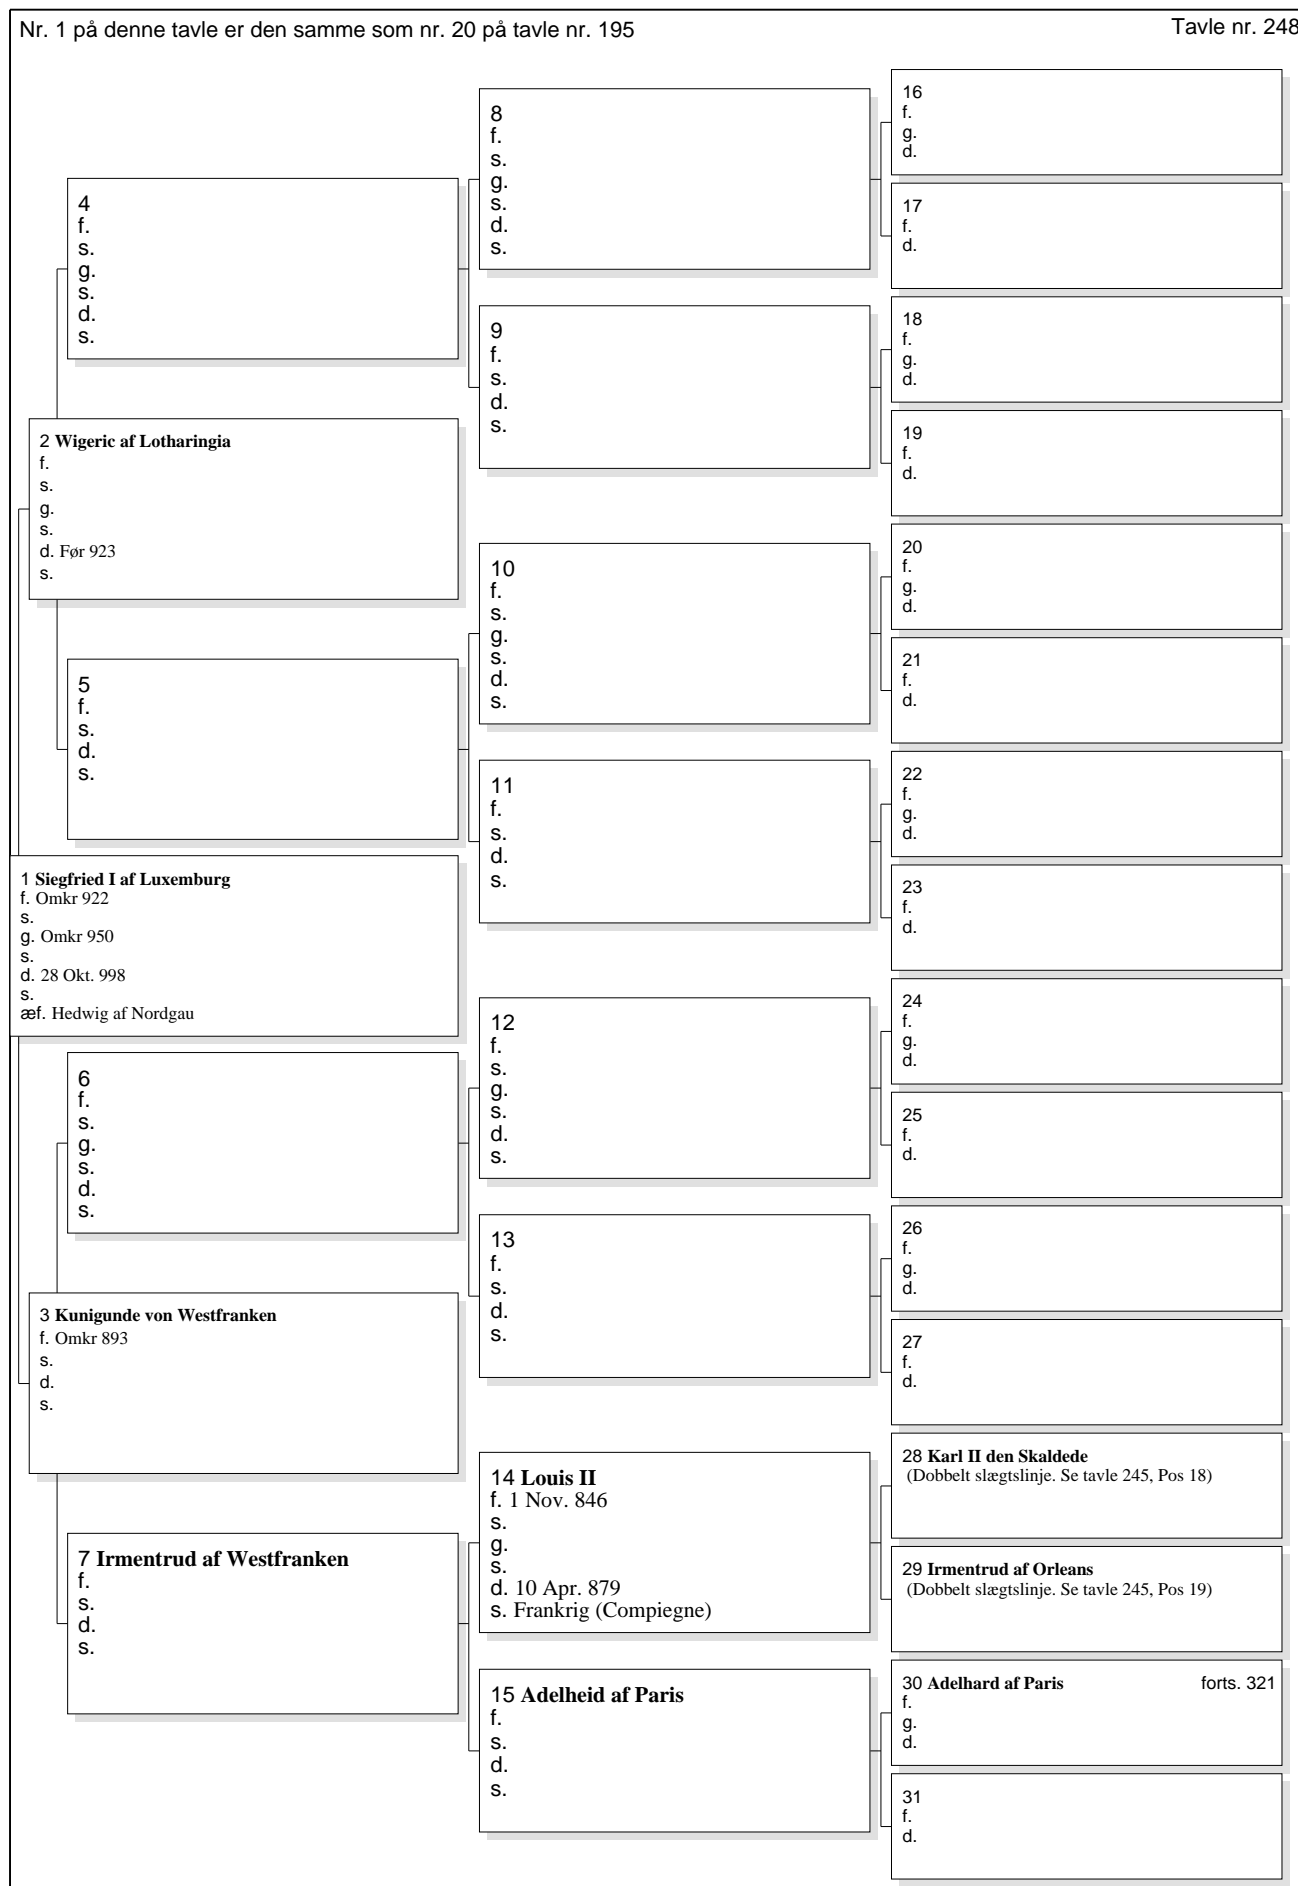 Nr. 1 på denne tavle er den samme som nr. 20 på tavle nr. 195
Tavle nr. 248
4
f.
s.
g.
s.
d.
s.
2 Wigeric af Lotharingia
f.
s.
g.
s.
d. Før 923
s.
5
f.
s.
d.
s.
1 Siegfried I af Luxemburg
f. Omkr 922
s.
g. Omkr 950
s.
d. 28 Okt. 998
s.
æf. Hedwig af Nordgau
6
f.
s.
g.
s.
d.
s.
3 Kunigunde von Westfranken
f. Omkr 893
s.
d.
s.
7 Irmentrud af Westfranken
f.
s.
d.
s.
8
f.
s.
g.
s.
d.
s.
9
f.
s.
d.
s.
10
f.
s.
g.
s.
d.
s.
11
f.
s.
d.
s.
12
f.
s.
g.
s.
d.
s.
13
f.
s.
d.
s.
14 Louis II
f. 1 Nov. 846
s.
g.
s.
d. 10 Apr. 879
s. Frankrig (Compiegne)
15 Adelheid af Paris
f.
s.
d.
s.
16
f.
g.
d.
17
f.
d.
18
f.
g.
d.
19
f.
d.
20
f.
g.
d.
21
f.
d.
22
f.
g.
d.
23
f.
d.
24
f.
g.
d.
25
f.
d.
26
f.
g.
d.
27
f.
d.
28 Karl II den Skaldede
(Dobbelt slægtslinje. Se tavle 245, Pos 18)
29 Irmentrud af Orleans
(Dobbelt slægtslinje. Se tavle 245, Pos 19)
30 Adelhard af Paris forts. 321
f.
g.
d.
31
f.
d.